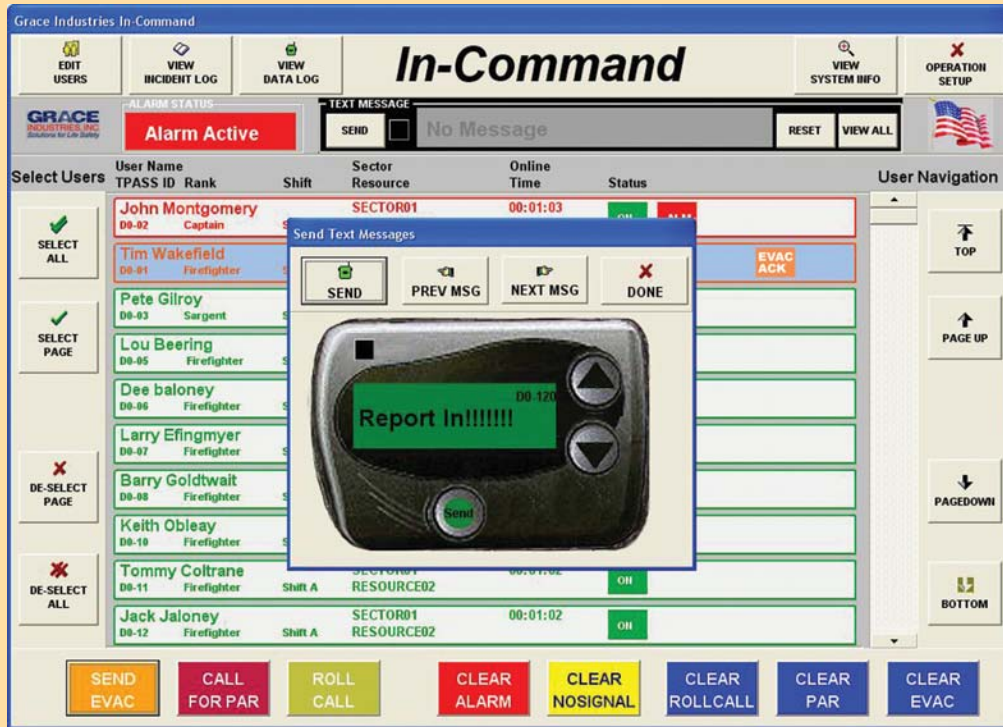 Grace Industries In-Command
EDIT
USERS
VIEW
INCIDENT LOG
VIEW
DATA LOG
In-Command
VIEW
SYSTEM INFO
OPERATION
SETUP
GRACE
INDUSTRIES, INC
Solutions for Life Safety
ALARM STATUS
Alarm Active
TEXT MESSAGE
SEND
No Message
RESET
VIEW ALL
Select Users
User Name
TPASS ID Rank
Shift
Sector
Resource
Online
Time
Status
User Navigation
SELECT
ALL
SELECT
PAGE
DE-SELECT
PAGE
DE-SELECT
ALL
John Montgomery
D0-02 Captain
SECTOR01
00:01:03
Tim Wakefield
D0-01 Firefighter
EVAC
ACK
Pete Gilroy
D0-03 Sargent
Lou Beering
D0-05 Firefighter
Dee baloney
D0-06 Firefighter
Larry Efingmyer
D0-07 Firefighter
Barry Goldtwait
D0-08 Firefighter
Keith Obleay
D0-10 Firefighter
Tommy Coltrane
D0-11 Firefighter Shift A RESOURCE02
ON
Jack Jaloney
D0-12 Firefighter Shift A
SECTOR01
RESOURCE02
00:01:02
ON
Send Text Messages
SEND
PREV MSG
NEXT MSG
DONE
D0-120
Report In!!!!!!!
Send
TOP
PAGE UP
PAGEDOWN
BOTTOM
SEND
EVAC
CALL
FOR PAR
ROLL
CALL
CLEAR
ALARM
CLEAR
NOSIGNAL
CLEAR
ROLLCALL
CLEAR
PAR
CLEAR
EVAC